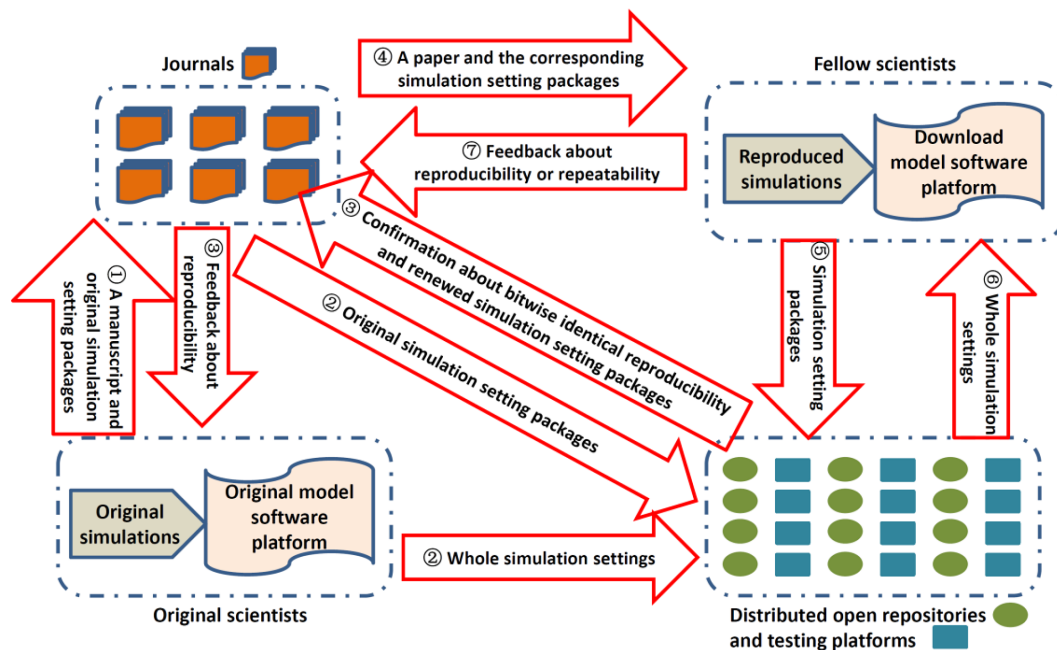 Journals
④ A paper and the corresponding
simulation setting packages
Fellow scientists
⑦ Feedback about
reproducibility or repeatability
Reproduced
simulations
Download
model software
platform
① A manuscript and
original simulation
setting packages
③ Feedback about
reproducibility
③ Confirmation about bitwise identical reproducibility
and renewed simulation setting packages
② Original simulation setting packages
⑤ Simulation setting
packages
⑥ Whole simulation
settings
Original
simulations
Original model
software
platform
② Whole simulation settings
Original scientists
Distributed open repositories
and testing platforms